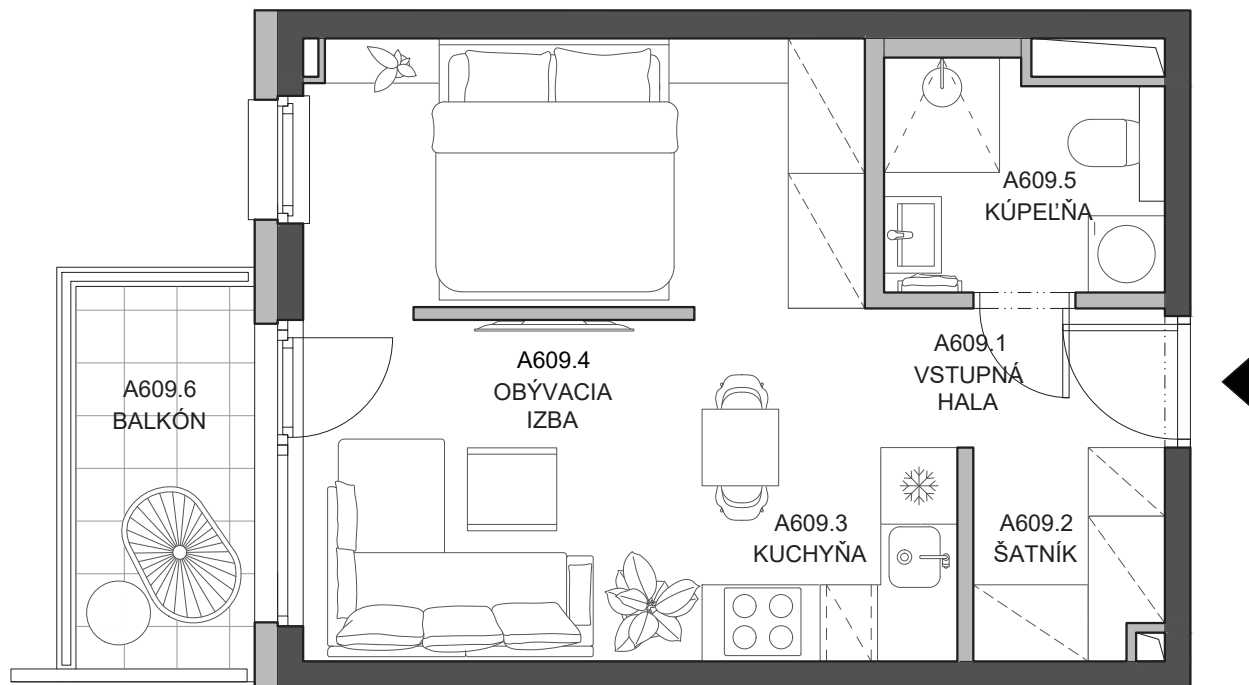 A609.5
KÚPEĽŇA
A609.1
VSTUPNÁ
HALA
A609.4
OBÝVACIA
IZBA
A609.6
BALKÓN
A609.3
KUCHYŇA
A609.2
ŠATNÍK